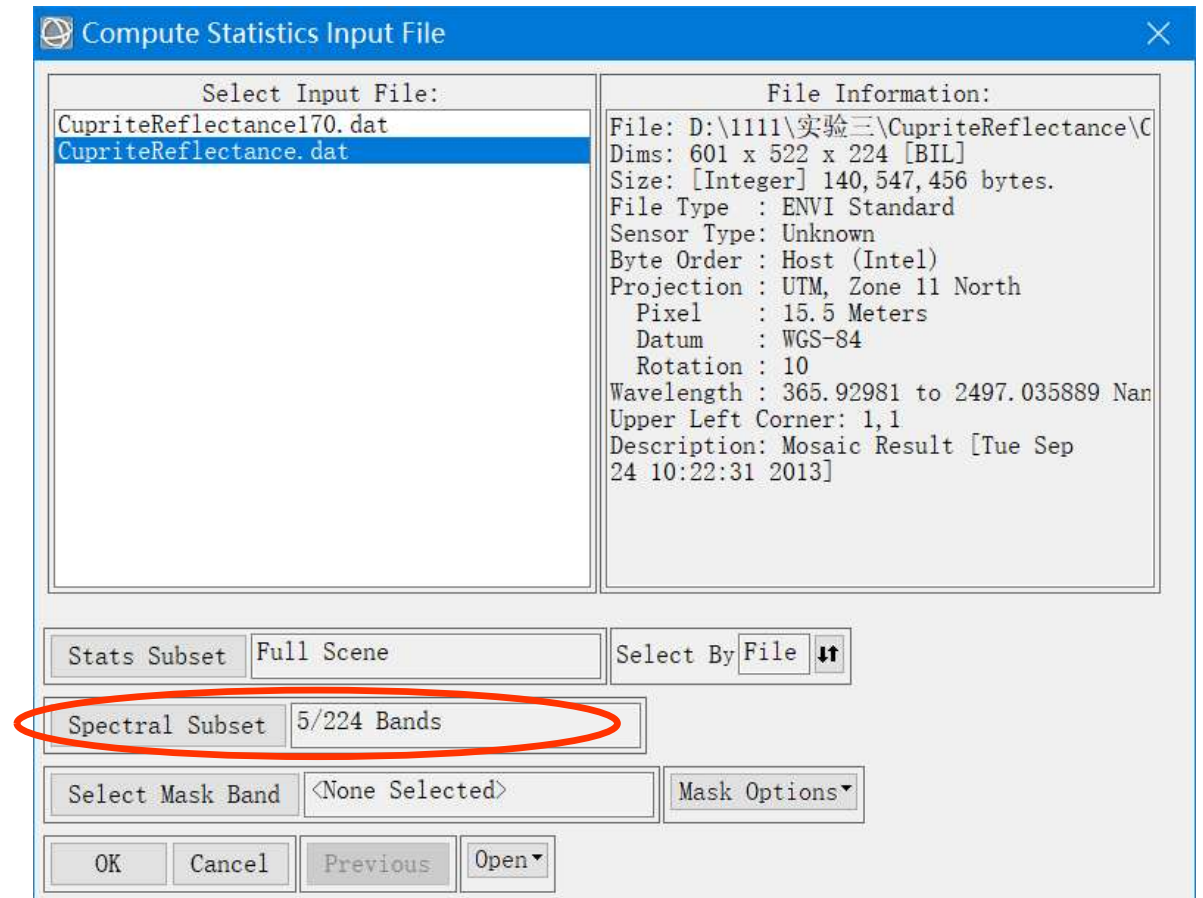 Compute Statistics Input File
Select Input File:
CupriteReflectance170.dat
CupriteReflectance.dat
File Information:
File: D:\1111\实验三\CupriteReflectance\C
Dims: 601 x 522 x 224 [BIL]
Size: [Integer] 140,547,456 bytes.
File Type : ENVI Standard
Sensor Type: Unknown
Byte Order : Host (Intel)
Projection : UTM, Zone 11 North
Pixel : 15.5 Meters
Datum : WGS-84
Rotation : 10
Wavelength : 365.92981 to 2497.035889 Nan
Upper Left Corner: 1,1
Description: Mosaic Result [Tue Sep
24 10:22:31 2013]
Stats Subset Full Scene
Select By File
Spectral Subset 5/224 Bands
Select Mask Band <None Selected>
Mask Options
OK Cancel Previous Open